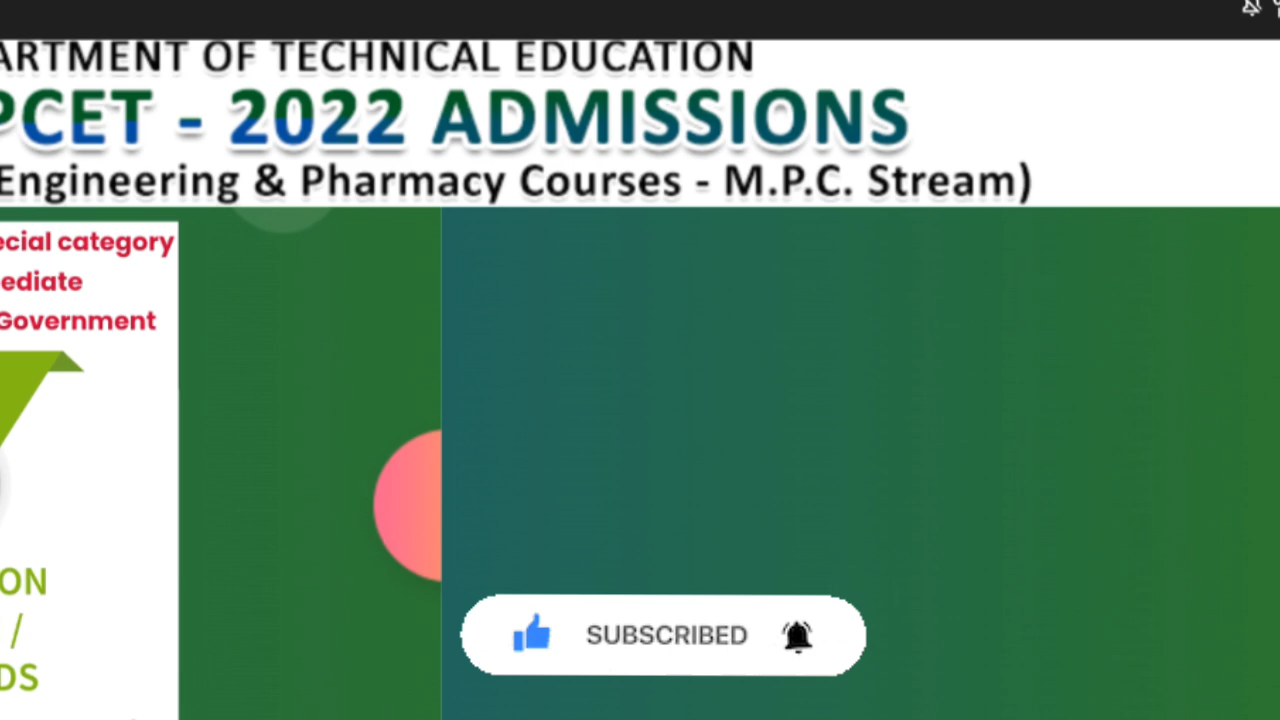 ARTMENT OF TECHNICAL EDUCATION
PCET - 2022 ADMISSIONS
Engineering & Pharmacy Courses - M.P.C. Stream)
ecial category
ediate
Government
ON
/
DS
SUBSCRIBED